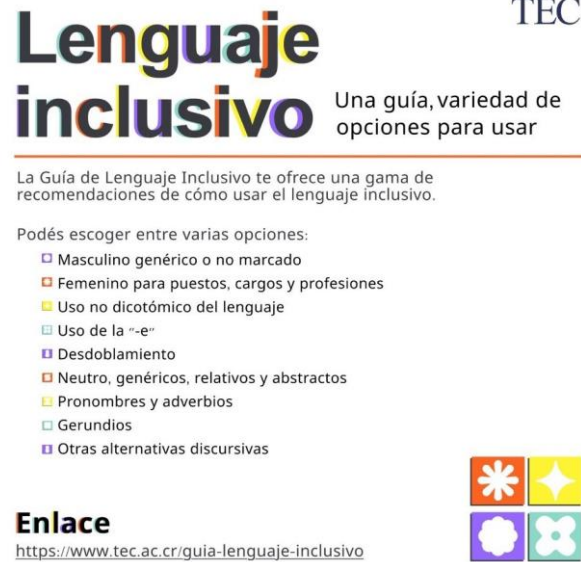 TEC
Lenguaje
inclusivo
Una guía, variedad de
opciones para usar
La Guía de Lenguaje Inclusivo te ofrece una gama de
recomendaciones de cómo usar el lenguaje inclusivo.
Podés escoger entre varias opciones:
Masculino genérico o no marcado
Femenino para puestos, cargos y profesiones
Uso no dicotómico del lenguaje
Uso de la "-e"
Desdoblamiento
Neutro, genéricos, relativos y abstractos
Pronombres y adverbios
Gerundios
Otras alternativas discursivas
Enlace
https://www.tec.ac.cr/guia-lenguaje-inclusivo